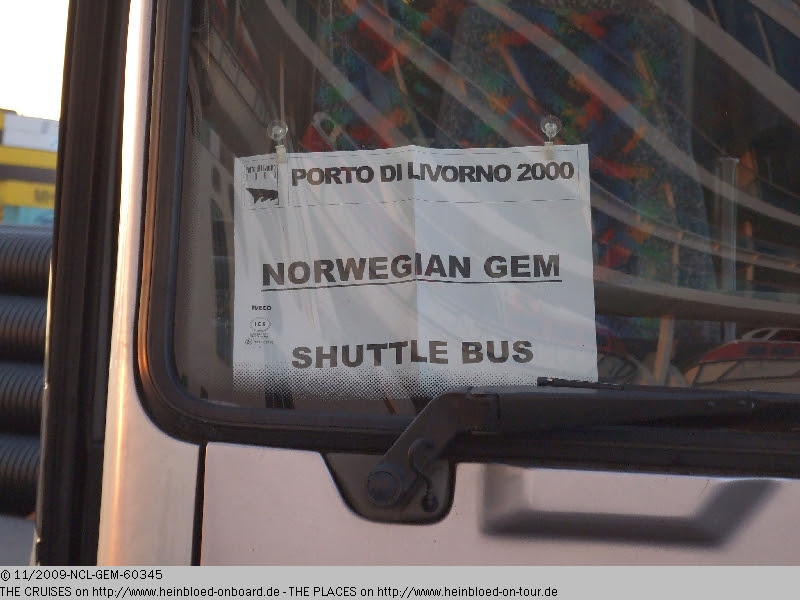 PORTO DI LIVORNO 2000
NORWEGIAN GEM
IVECO
SHUTTLE BUS
© 11/2009-NCL-GEM-60345
THE CRUISES on http://www.heinbloed-onboard.de - THE PLACES on http://www.heinbloed-on-tour.de